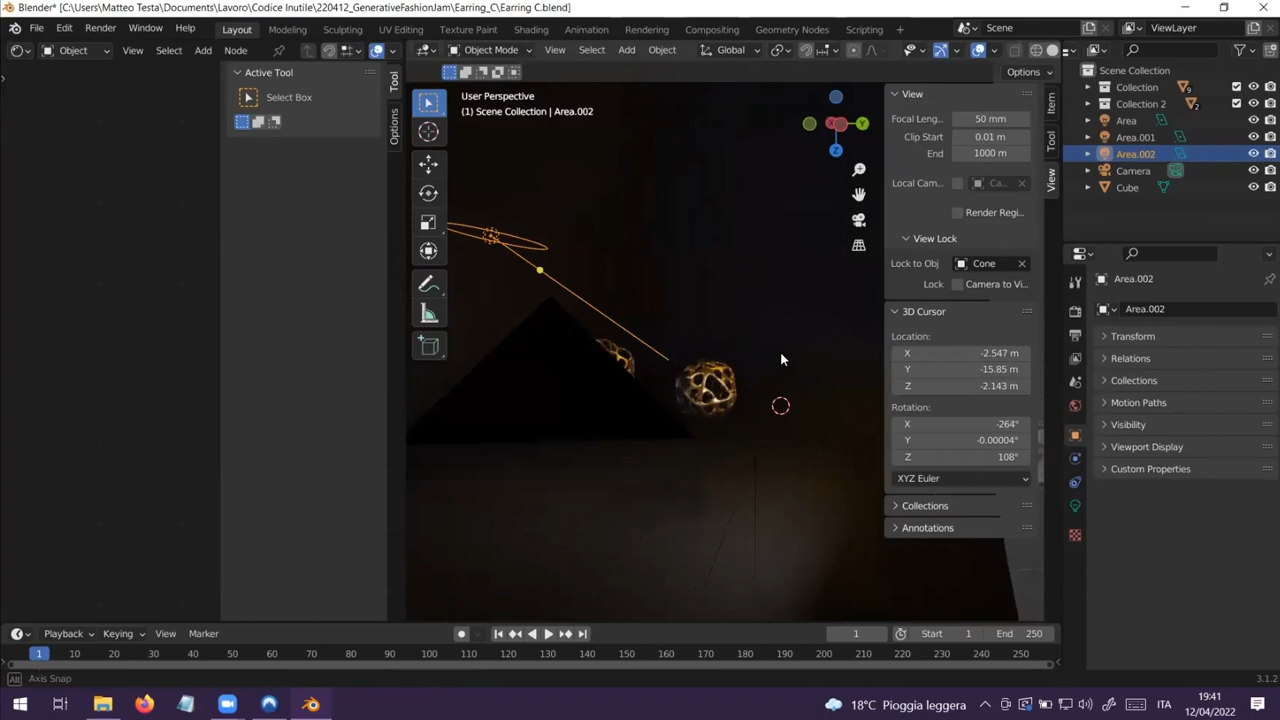 Blender* [C:\Users\Matteo Testa\Documents\Lavoro\Codice Inutile\220412_GenerativeFashionJam\Earring_C\Earring C.blend]
File Edit Render Window Help Layout Modeling Sculpting UV Editing Texture Paint Shading Animation Rendering Compositing Geometry Nodes Scripting Scene ViewLayer
Object View Select Add Node Object Mode View Select Add Object Global
Options
Active Tool
Select Box
Tool
Options
User Perspective
(1) Scene Collection | Area.002
X Y Z
View
Focal Leng... 50 mm
Clip Start 0.01 m
End 1000 m
Local Cam... Ca...
Render Regi...
View Lock
Lock to Obj Cone
Lock Camera to Vi...
3D Cursor
Location:
X -2.547 m
Y -15.85 m
Z -2.143 m
Rotation:
X -264°
Y -0.00004°
Z 108°
XYZ Euler
Collections
Annotations
Item
Tool
View
Scene Collection
Collection 9
Collection 2 2
Area
Area.001
Area.002
Camera
Cube
Area.002
Area.002
Transform
Relations
Collections
Motion Paths
Visibility
Viewport Display
Custom Properties
Playback Keying View Marker 1 Start 1 End 250
1 10 20 30 40 50 60 70 80 90 100 110 120 130 140 150 160 170 180 190 200 210 220 230 240 250
Alt Axis Snap 3.1.2
18°C Pioggia leggera ITA 19:41
12/04/2022